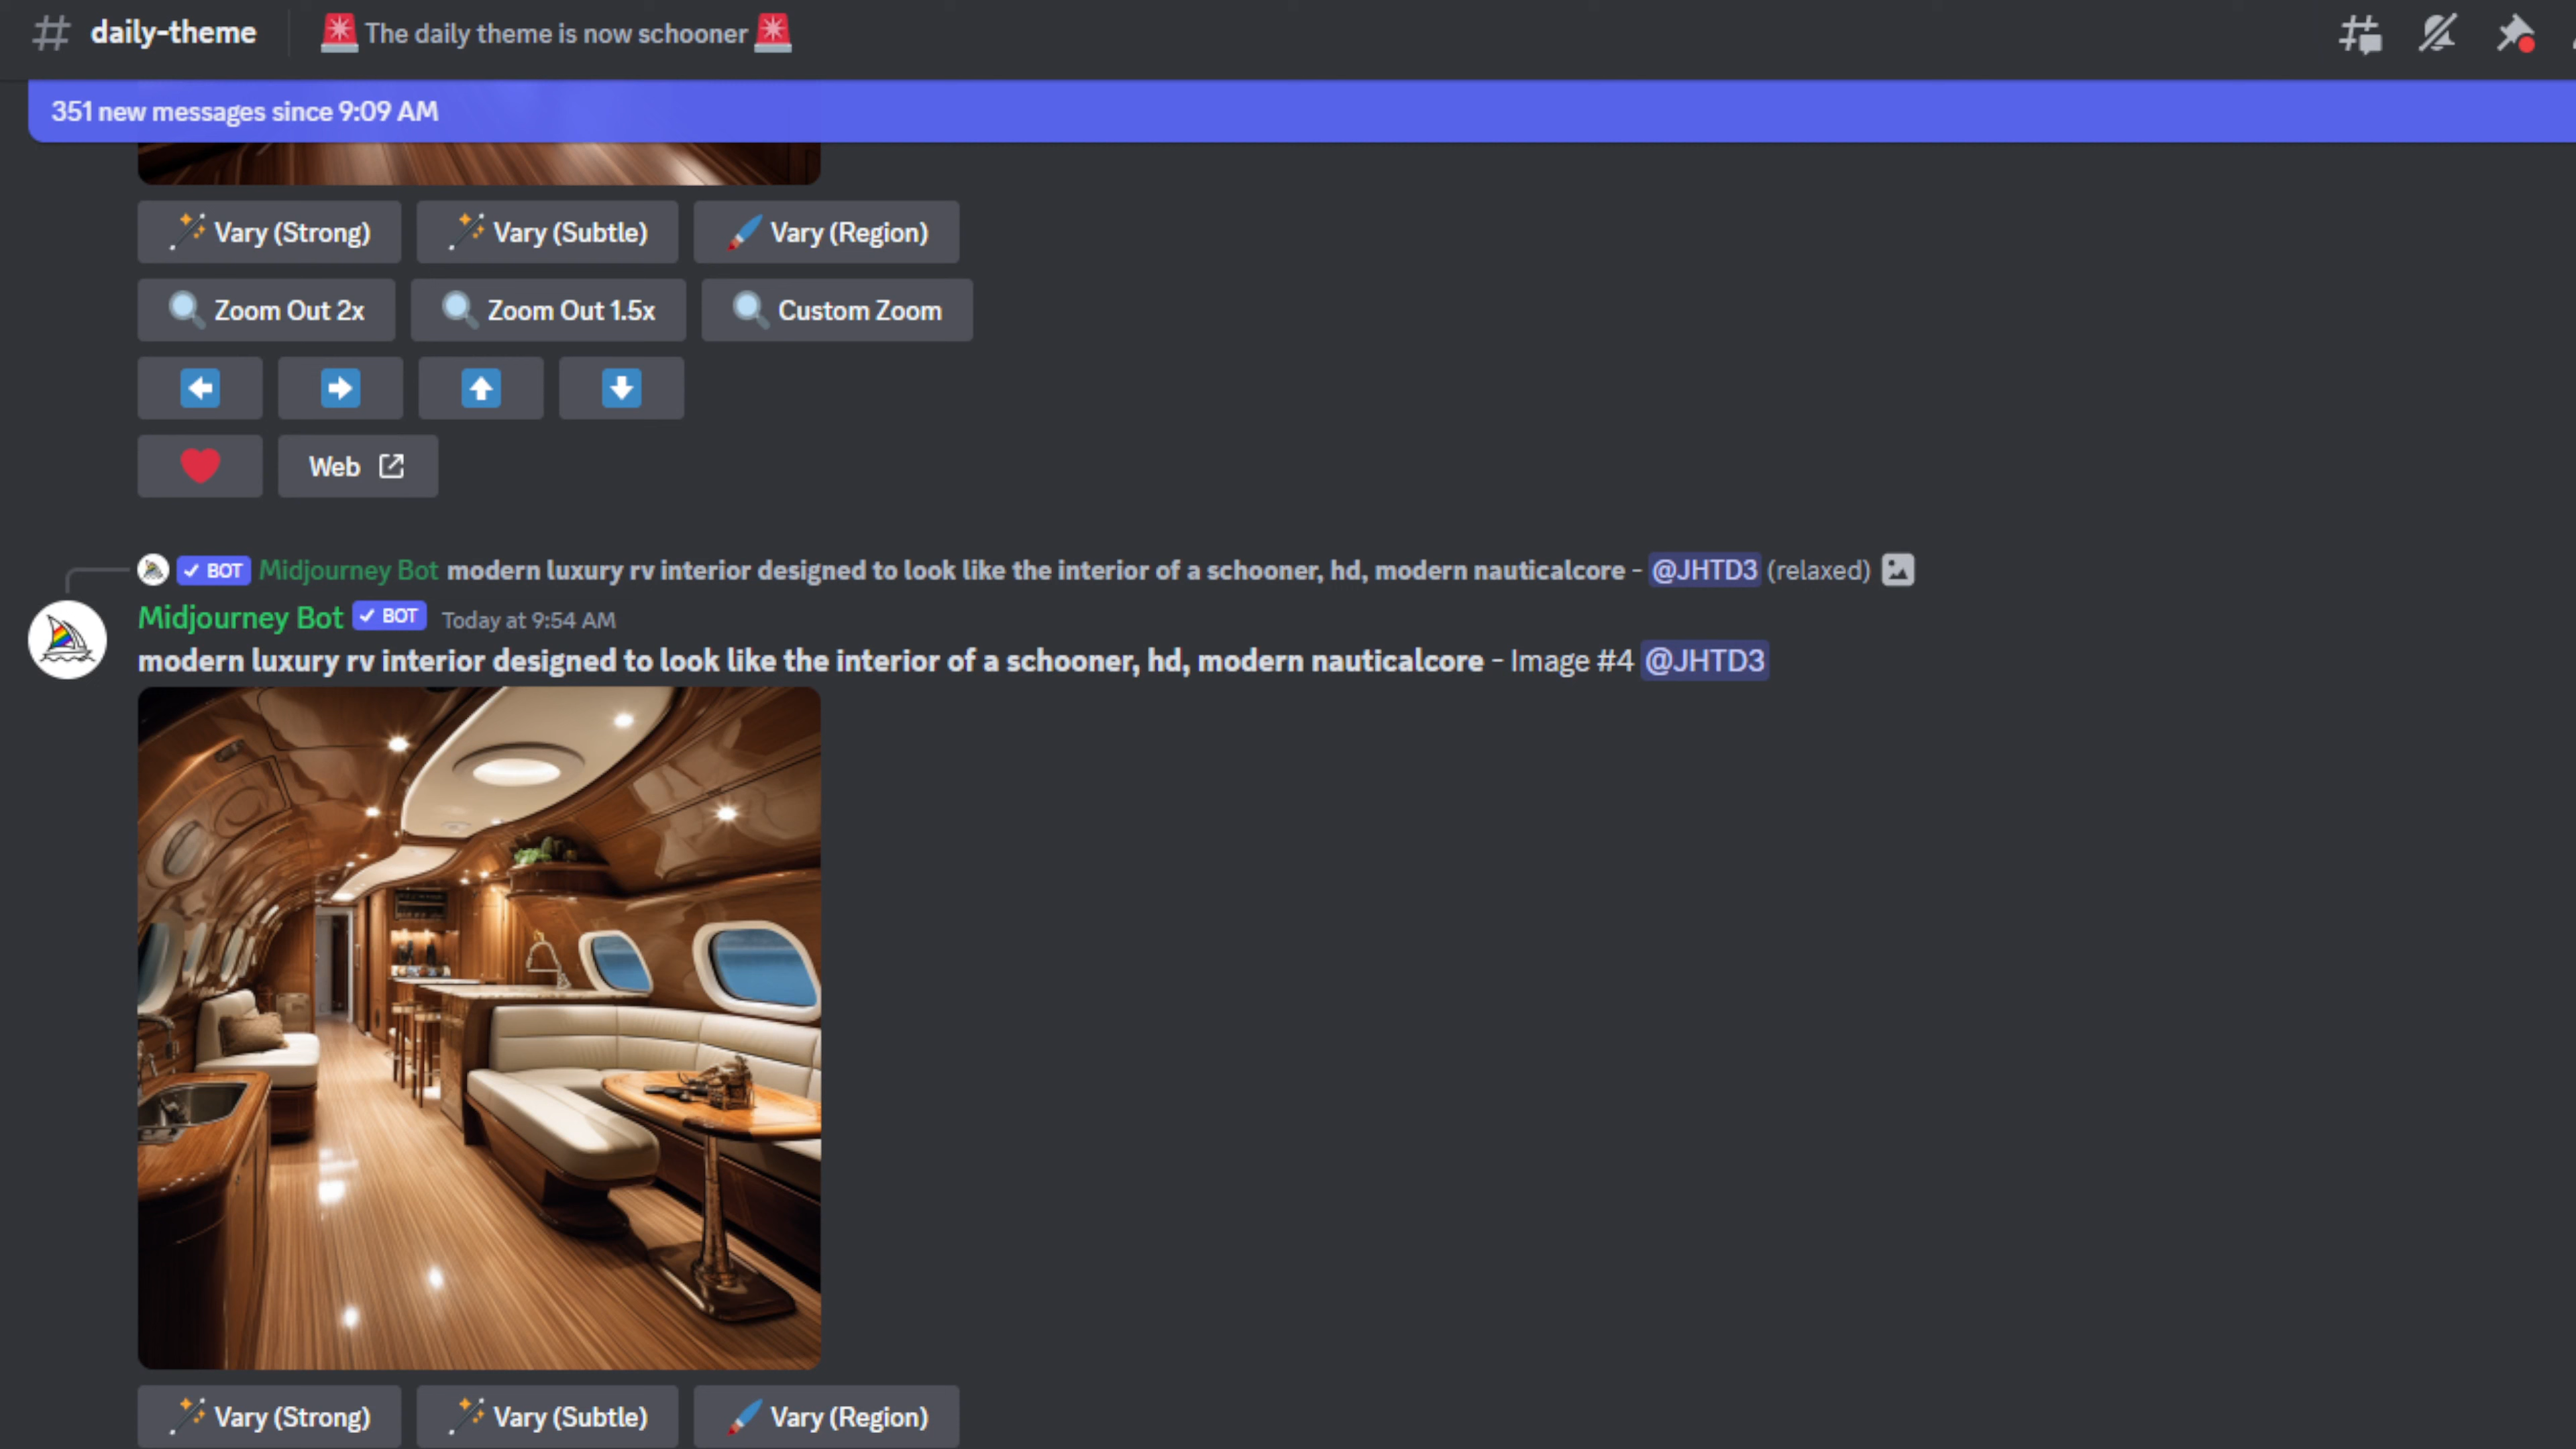 daily-theme
The daily theme is now schooner
351 new messages since 9:09 AM
Vary (Strong) Vary (Subtle) Vary (Region)
Zoom Out 2x Zoom Out 1.5x Custom Zoom
Web
BOT Midjourney Bot modern luxury rv interior designed to look like the interior of a schooner, hd, modern nauticalcore - @JHTD3 (relaxed)
Midjourney Bot BOT Today at 9:54 AM
modern luxury rv interior designed to look like the interior of a schooner, hd, modern nauticalcore - Image #4 @JHTD3
Vary (Strong) Vary (Subtle) Vary (Region)